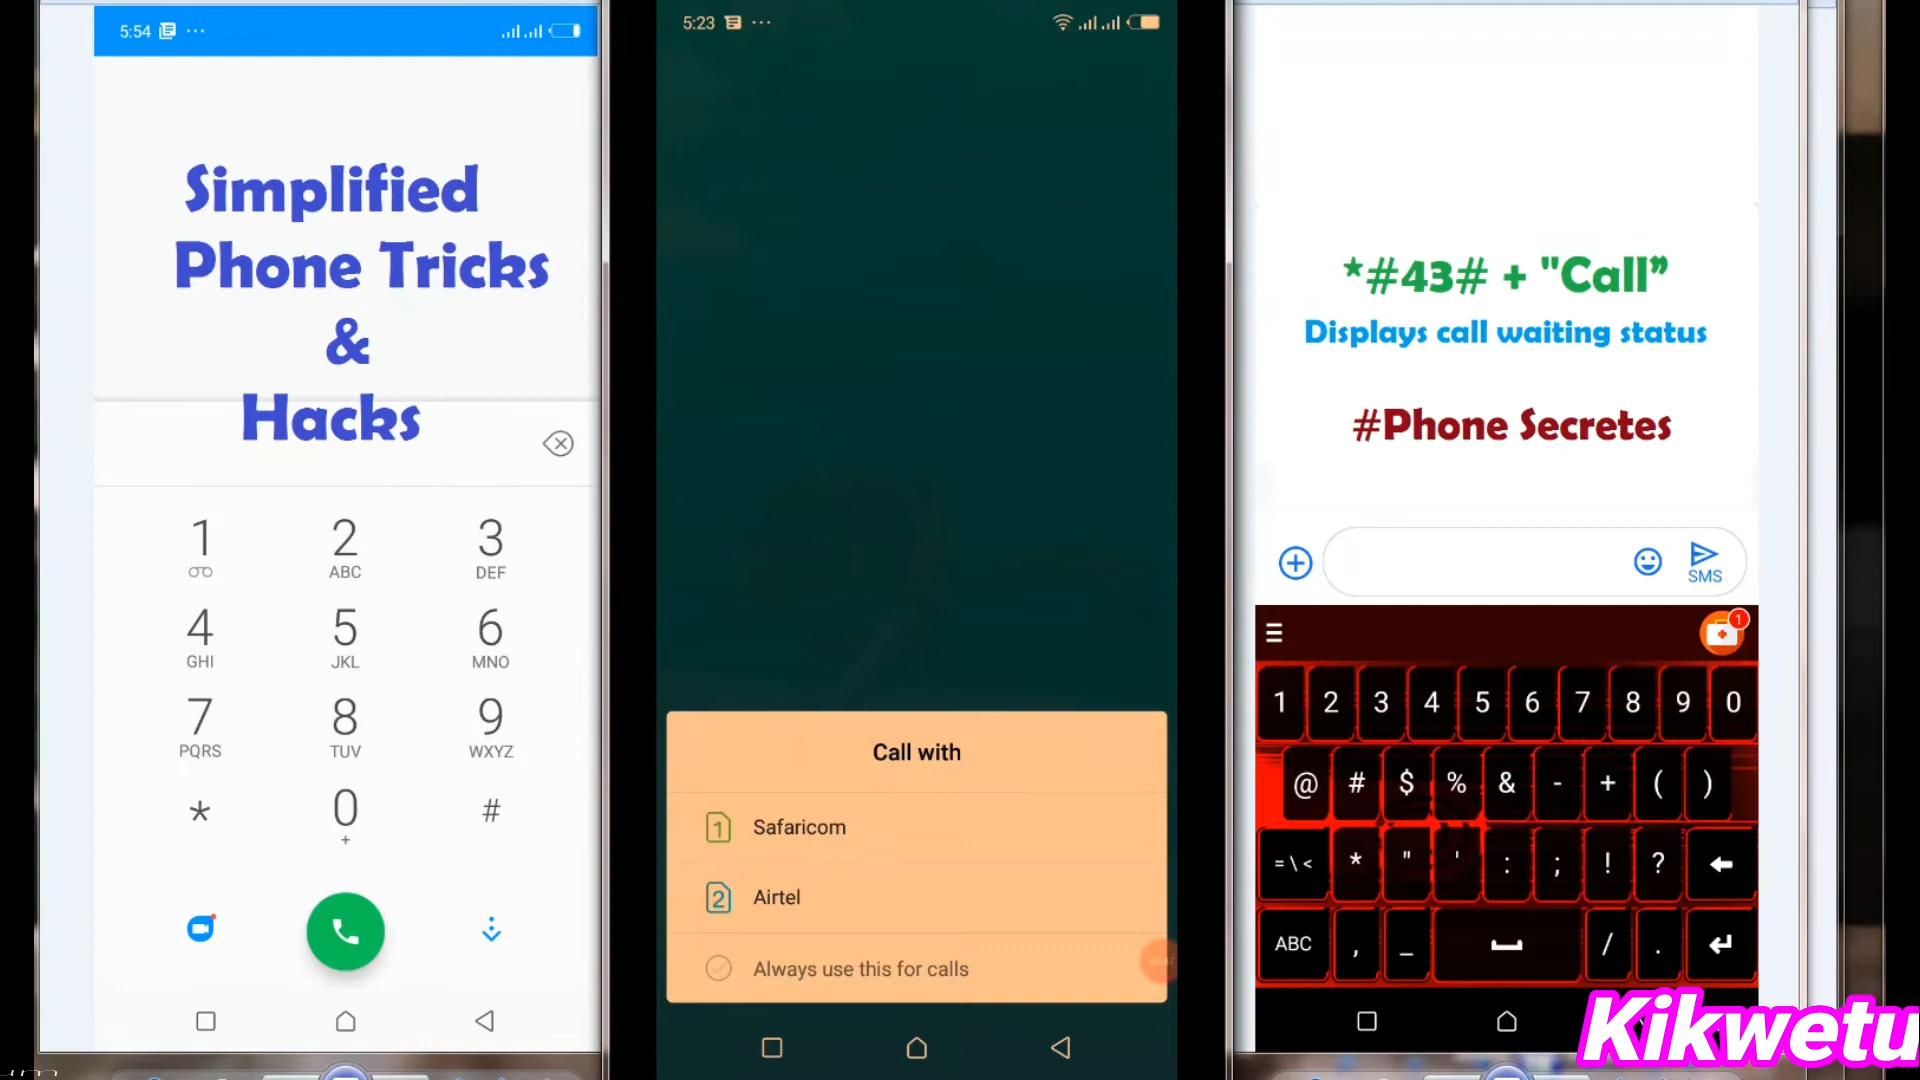 5:54
Simplified
Phone Tricks
&
Hacks
1
2
ABC
3
DEF
4
GHI
5
JKL
6
MNO
7
PQRS
8
TUV
9
WXYZ
*
0
+
#
5:23
Call with
1 Safaricom
2 Airtel
Always use this for calls
*#43# + "Call”
Displays call waiting status
#Phone Secretes
SMS
1
1 2 3 4 5 6 7 8 9 0
@ # $ % & - + ( )
=\< * " ' : ; ! ?
ABC , _ / .
Kikwetu